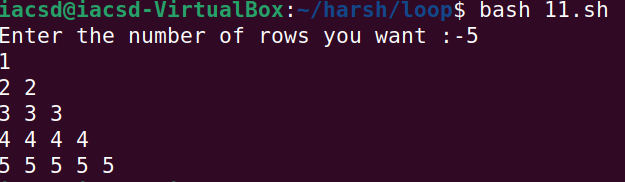 iacsd@iacsd-VirtualBox:~/harsh/loop$ bash 11.sh
Enter the number of rows you want :-5
1
2 2
3 3 3
4 4 4 4
5 5 5 5 5